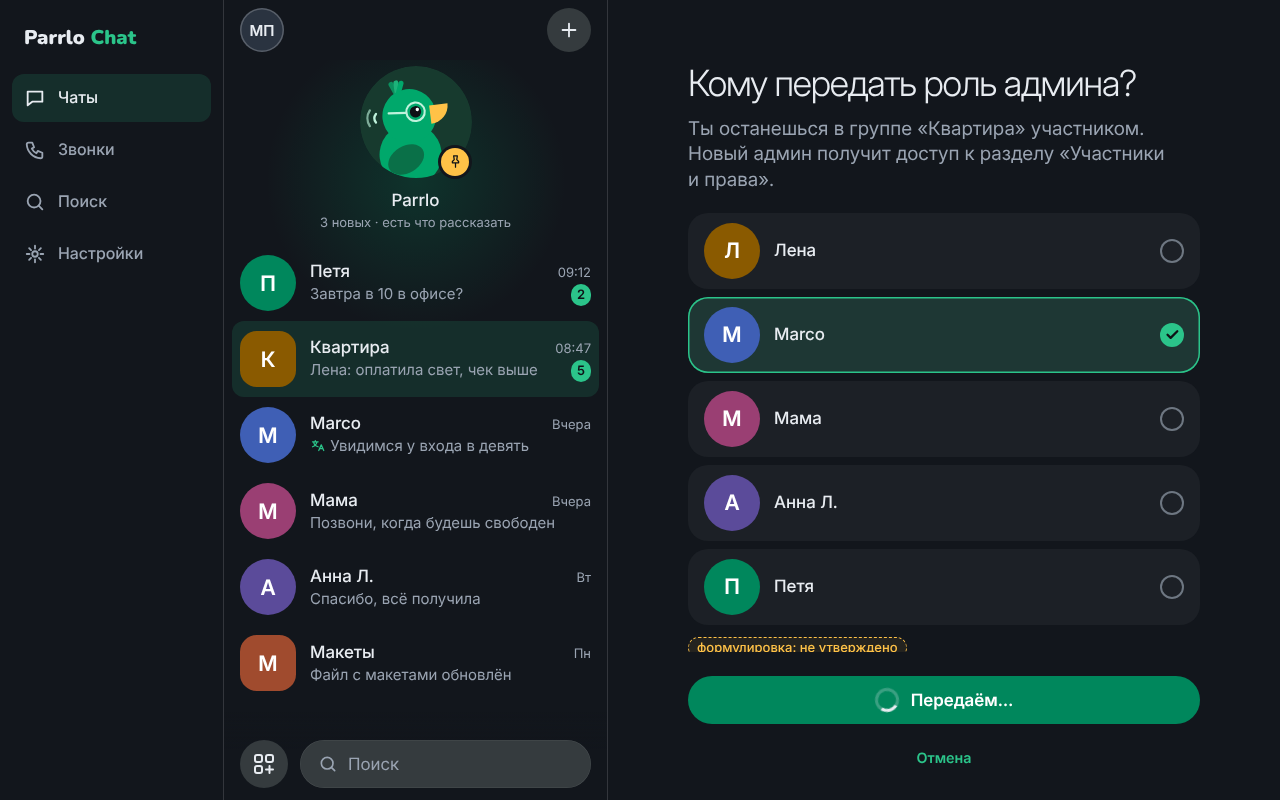 Parrlo Chat
Чаты
Звонки
Поиск
Настройки
МП
Parrlo
3 новых · есть что рассказать
П
Петя
09:12
Завтра в 10 в офисе?
2
К
Квартира
08:47
Лена: оплатила свет, чек выше
5
M
Marco
Вчера
Увидимся у входа в девять
М
Мама
Вчера
Позвони, когда будешь свободен
А
Анна Л.
Вт
Спасибо, всё получила
М
Макеты
Пн
Файл с макетами обновлён
Поиск
Кому передать роль админа?
Ты останешься в группе «Квартира» участником.
Новый админ получит доступ к разделу «Участники
и права».
Л
Лена
M
Marco
М
Мама
А
Анна Л.
П
Петя
формулировка: не утверждено
Передаём…
Отмена